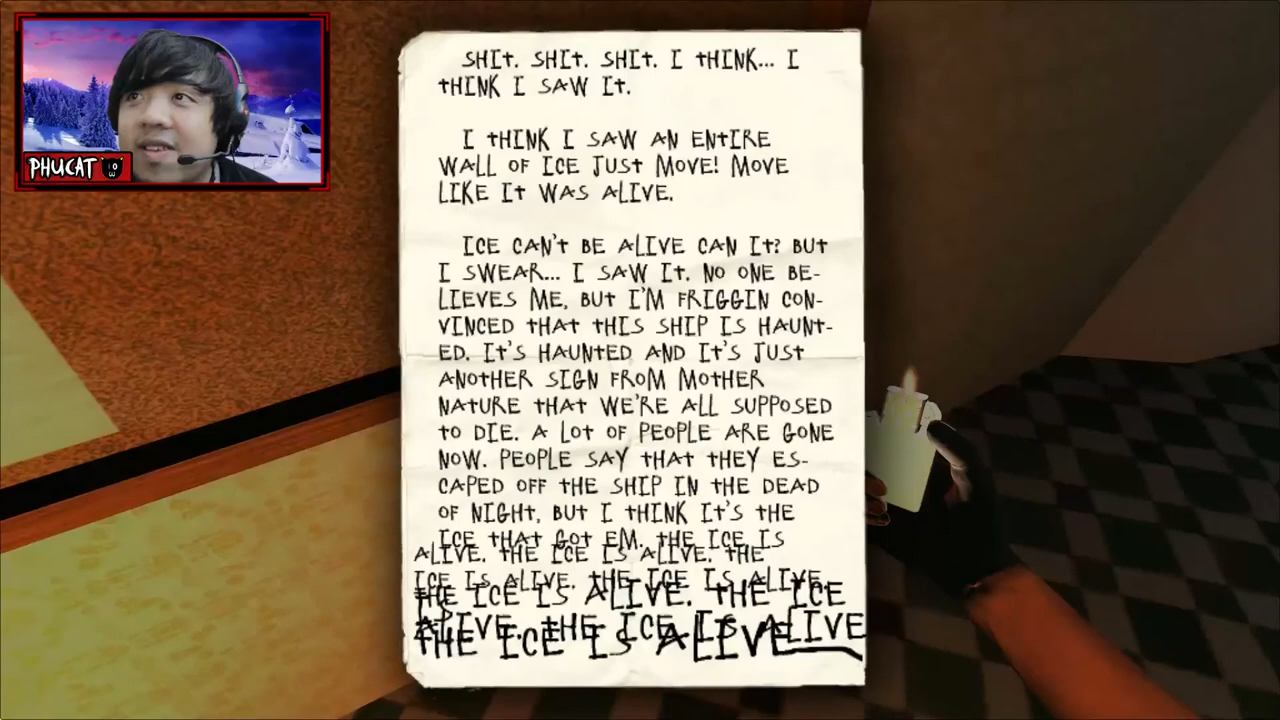 PHUCAT
SHIT. SHIT. SHIT. I THINK... I
THINK I SAW IT.
I THINK I SAW AN ENTIRE
WALL OF ICE JUST MOVE! MOVE
LIKE IT WAS ALIVE.
ICE CAN'T BE ALIVE CAN IT? BUT
I SWEAR... I SAW IT. NO ONE BE-
LIEVES ME, BUT I'M FRIGGIN CON-
VINCED THAT THIS SHIP IS HAUNT-
ED. IT'S HAUNTED AND IT'S JUST
ANOTHER SIGN FROM MOTHER
NATURE THAT WE'RE ALL SUPPOSED
TO DIE. A LOT OF PEOPLE ARE GONE
NOW. PEOPLE SAY THAT THEY ES-
CAPED OFF THE SHIP IN THE DEAD
OF NIGHT, BUT I THINK IT'S THE
ICE THAT GOT EM. THE ICE IS
ALIVE. THE ICE IS ALIVE. THE
ICE IS ALIVE. THE ICE IS ALIVE.
THE ICE IS ALIVE. THE ICE
ALIVE. THE ICE IS ALIVE
THE ICE IS ALIVE